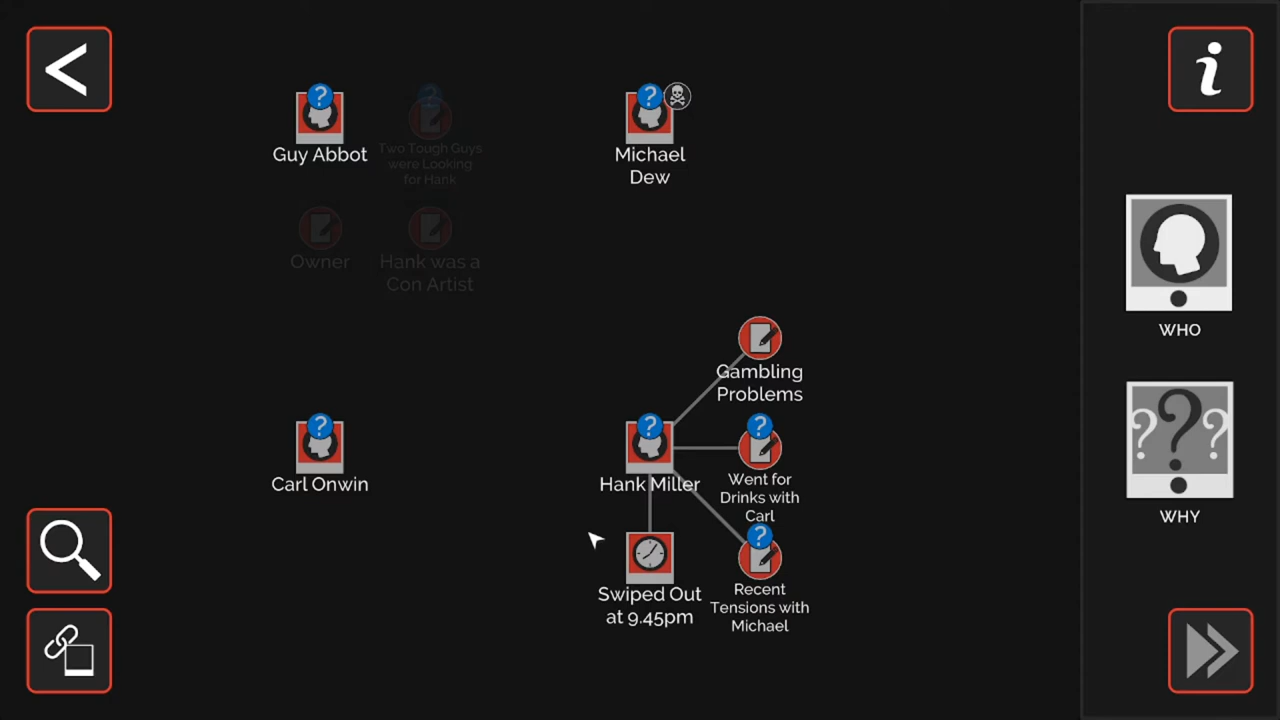 Guy Abbot
Two Tough Guys
were Looking
for Hank
Michael
Dew
Owner
Hank was a
Con Artist
Gambling
Problems
Carl Onwin
Hank Miller
Went for
Drinks with
Carl
Swiped Out
at 9.45pm
Recent
Tensions with
Michael
WHO
WHY